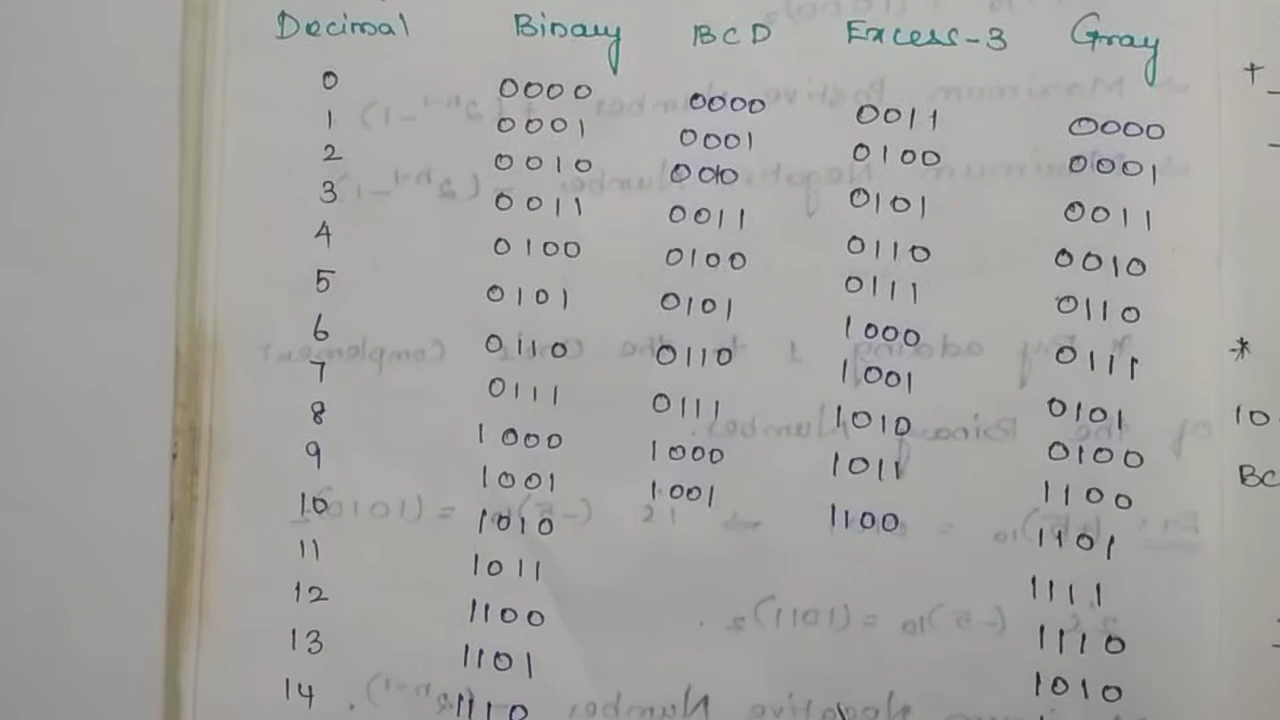 Decimal Binary BCD Excess-3 Gray
0 0000 0000 0011 0000
1 0001 0001 0100 0001
2 0010 0010 0101 0011
3 0011 0011 0110 0010
4 0100 0100 0111 0110
5 0101 0101 1000 0111
6 0110 0110 1001 0101
7 0111 0111 1010 0100
8 1000 1000 1011 1100
9 1001 1001 1100 1101
10 1010 1111
11 1011 1110
12 1100 1010
13 1101
14 1110
+
*
10
BC